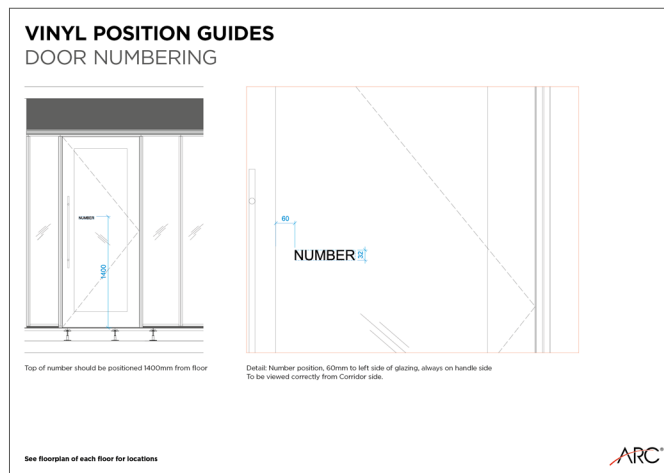 VINYL POSITION GUIDES
DOOR NUMBERING
NUMBER
1400
60
NUMBER
32
Top of number should be positioned 1400mm from floor
Detail: Number position, 60mm to left side of glazing, always on handle side
To be viewed correctly from Corridor side.
See floorplan of each floor for locations
ARC®